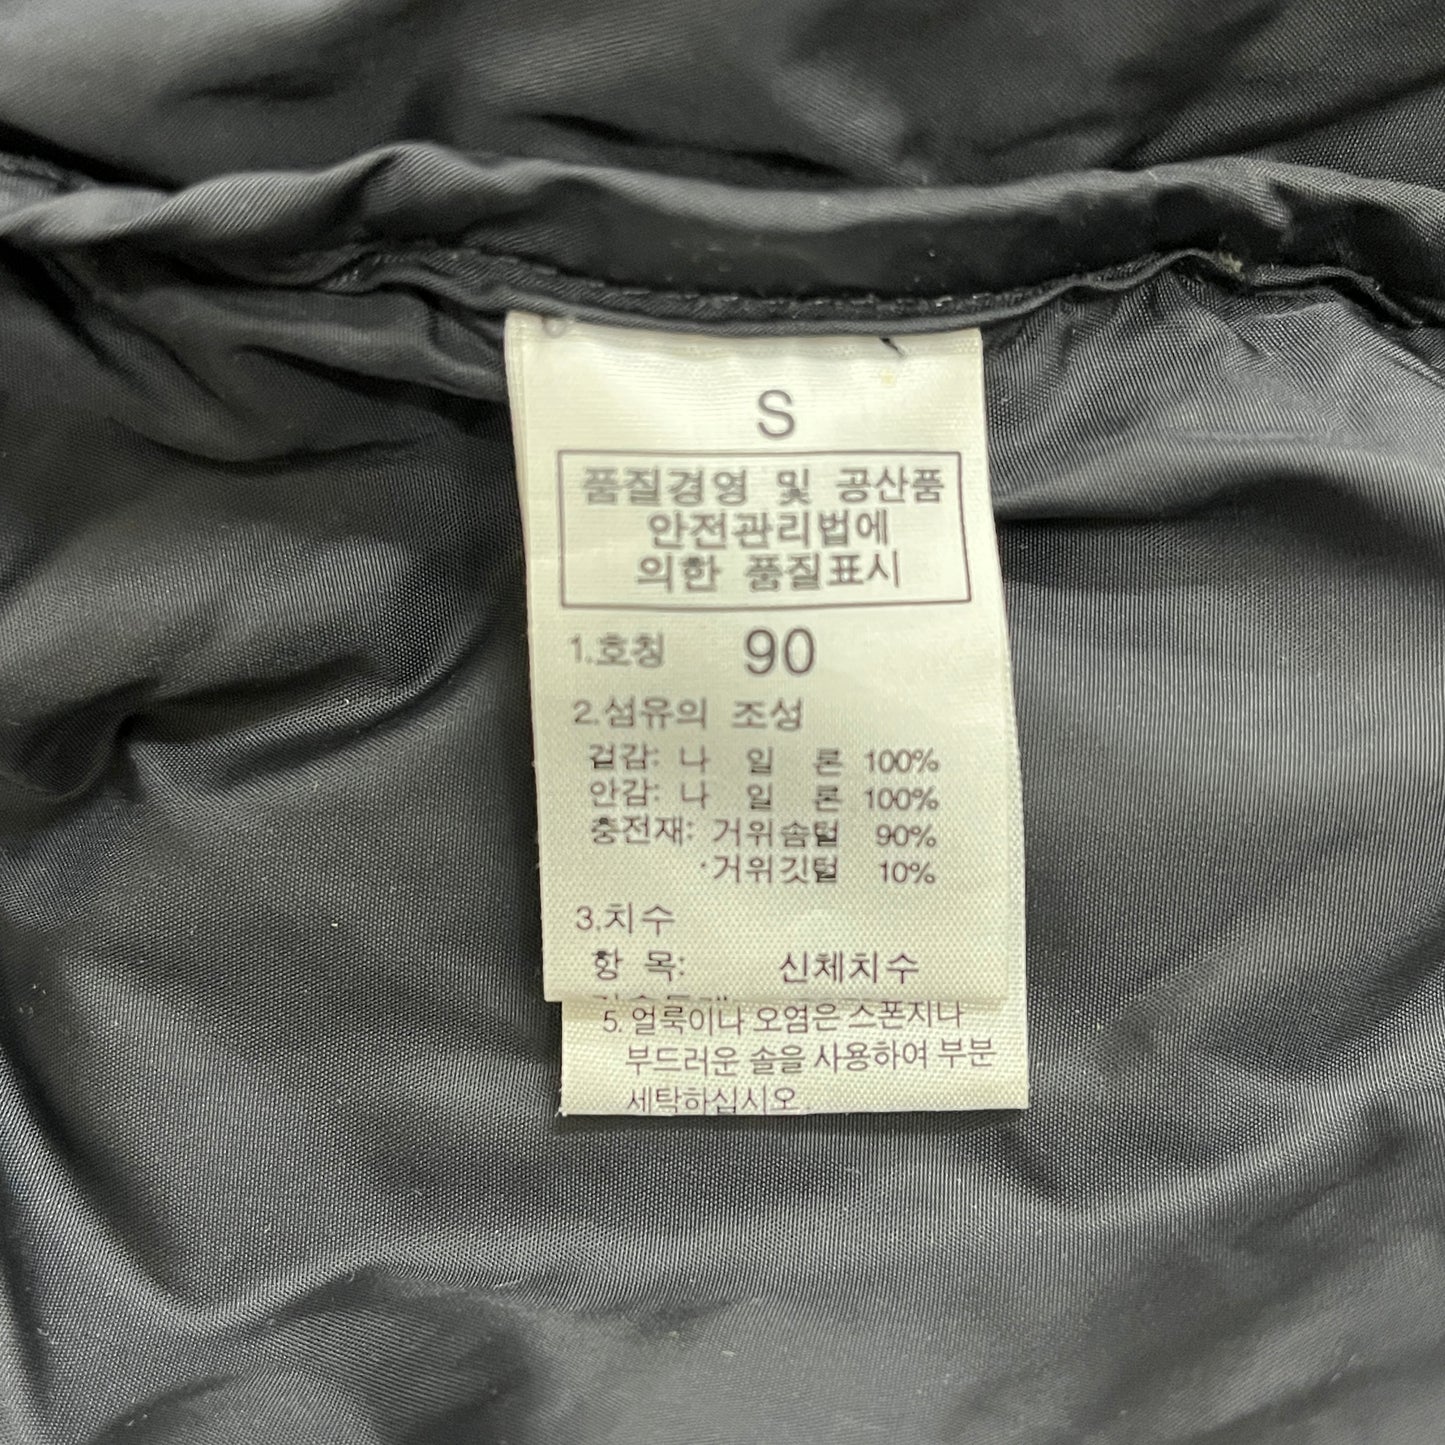 S
품질경영 및 공산품
안전관리법에
의한 품질표시
1.호칭 90
2.섬유의 조성
겉감: 나 일 론 100%
안감: 나 일 론 100%
충전재: 거위솜털 90%
·거위깃털 10%
3.치수
항 목: 신체치수
5. 얼룩이나 오염은 스폰지나
부드러운 솔을 사용하여 부분
세탁하십시오.